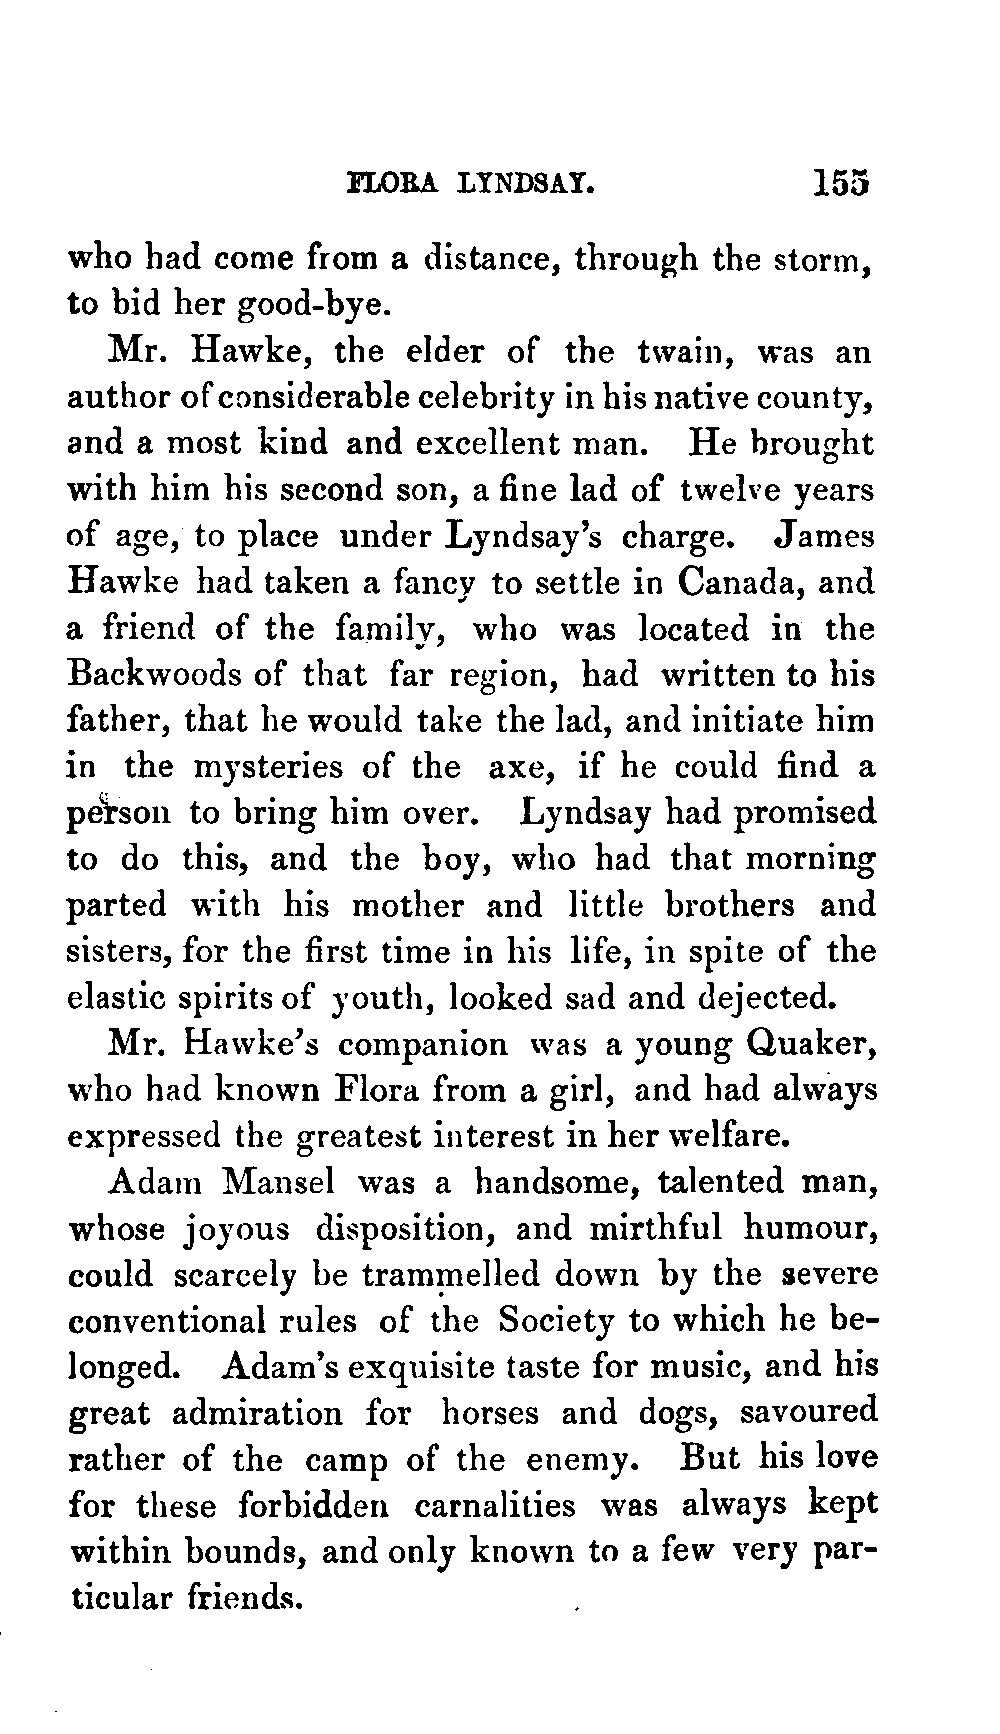 FLORA LYNDSAY. 155
who had come from a distance, through the storm,
to bid her good-bye.
Mr. Hawke, the elder of the twain, was an
author of considerable celebrity in his native county,
and a most kind and excellent man. He brought
with him his second son, a fine lad of twelve years
of age, to place under Lyndsay's charge. James
Hawke had taken a fancy to settle in Canada, and
a friend of the family, who was located in the
Backwoods of that far region, had written to his
father, that he would take the lad, and initiate him
in the mysteries of the axe, if he could find a
person to bring him over. Lyndsay had promised
to do this, and the boy, who had that morning
parted with his mother and little brothers and
sisters, for the first time in his life, in spite of the
elastic spirits of youth, looked sad and dejected.
Mr. Hawke's companion was a young Quaker,
who had known Flora from a girl, and had always
expressed the greatest interest in her welfare.
Adam Mansel was a handsome, talented man,
whose joyous disposition, and mirthful humour,
could scarcely be trammelled down by the severe
conventional rules of the Society to which he be-
longed. Adam's exquisite taste for music, and his
great admiration for horses and dogs, savoured
rather of the camp of the enemy. But his love
for these forbidden carnalities was always kept
within bounds, and only known to a few very par-
ticular friends.